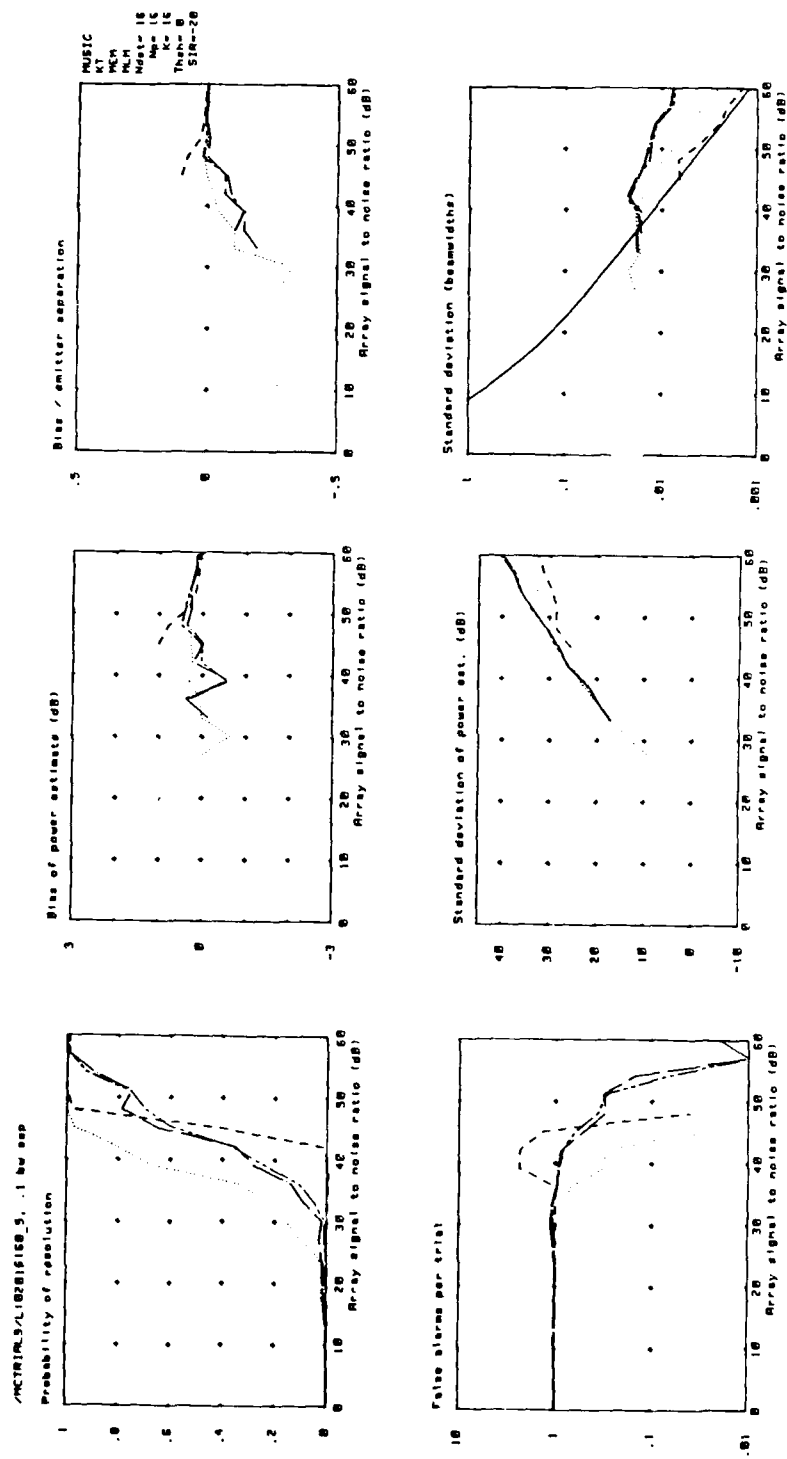 /MCTRIALS/L102016160_5, .1 bw sep
Probability of resolution
1
.8
.6
.4
.2
0
0 10 20 30 40 50 60
Array signal to noise ratio (dB)
Bias of power estimate (dB)
3
0
-3
0 10 20 30 40 50 60
Array signal to noise ratio (dB)
Bias / emitter separation
.5
0
-.5
0 10 20 30 40 50 60
Array signal to noise ratio (dB)
MUSIC
KT
MEM
MLM
Ndat= 16
Np= 16
K= 16
Thsh= 0
SIR=-20
False alarms per trial
10
1
.1
.01
0 10 20 30 40 50 60
Array signal to noise ratio (dB)
Standard deviation of power est. (dB)
40
30
20
10
0
-10
0 10 20 30 40 50 60
Array signal to noise ratio (dB)
Standard deviation (beamwidths)
1
.1
.01
.001
0 10 20 30 40 50 60
Array signal to noise ratio (dB)